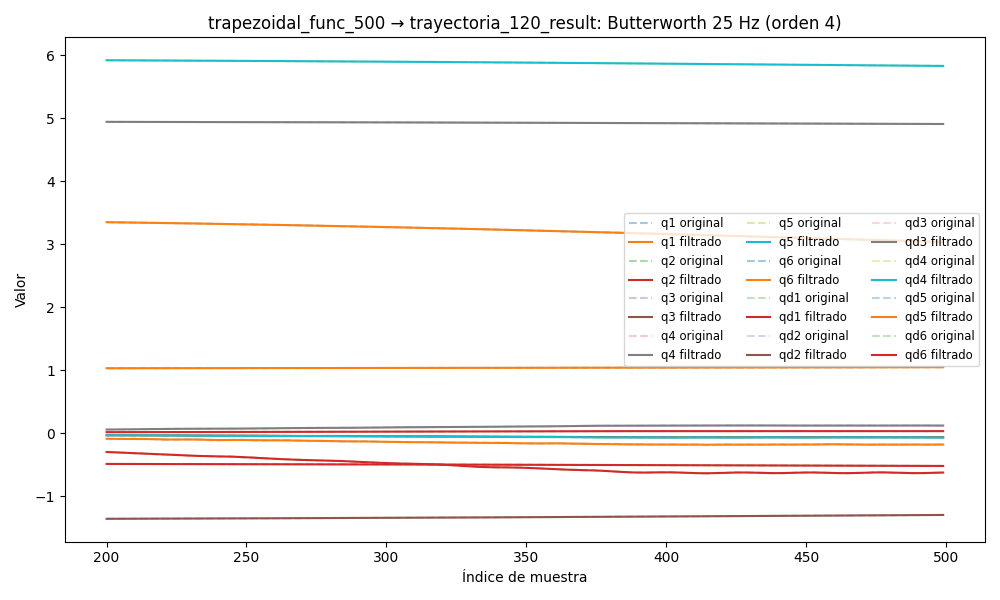 trapezoidal_func_500 → trayectoria_120_result: Butterworth 25 Hz (orden 4)
Valor
6
5
4
3
2
1
0
−1
q1 original
q1 filtrado
q2 original
q2 filtrado
q3 original
q3 filtrado
q4 original
q4 filtrado
q5 original
q5 filtrado
q6 original
q6 filtrado
qd1 original
qd1 filtrado
qd2 original
qd2 filtrado
qd3 original
qd3 filtrado
qd4 original
qd4 filtrado
qd5 original
qd5 filtrado
qd6 original
qd6 filtrado
200
250
300
350
400
450
500
Índice de muestra